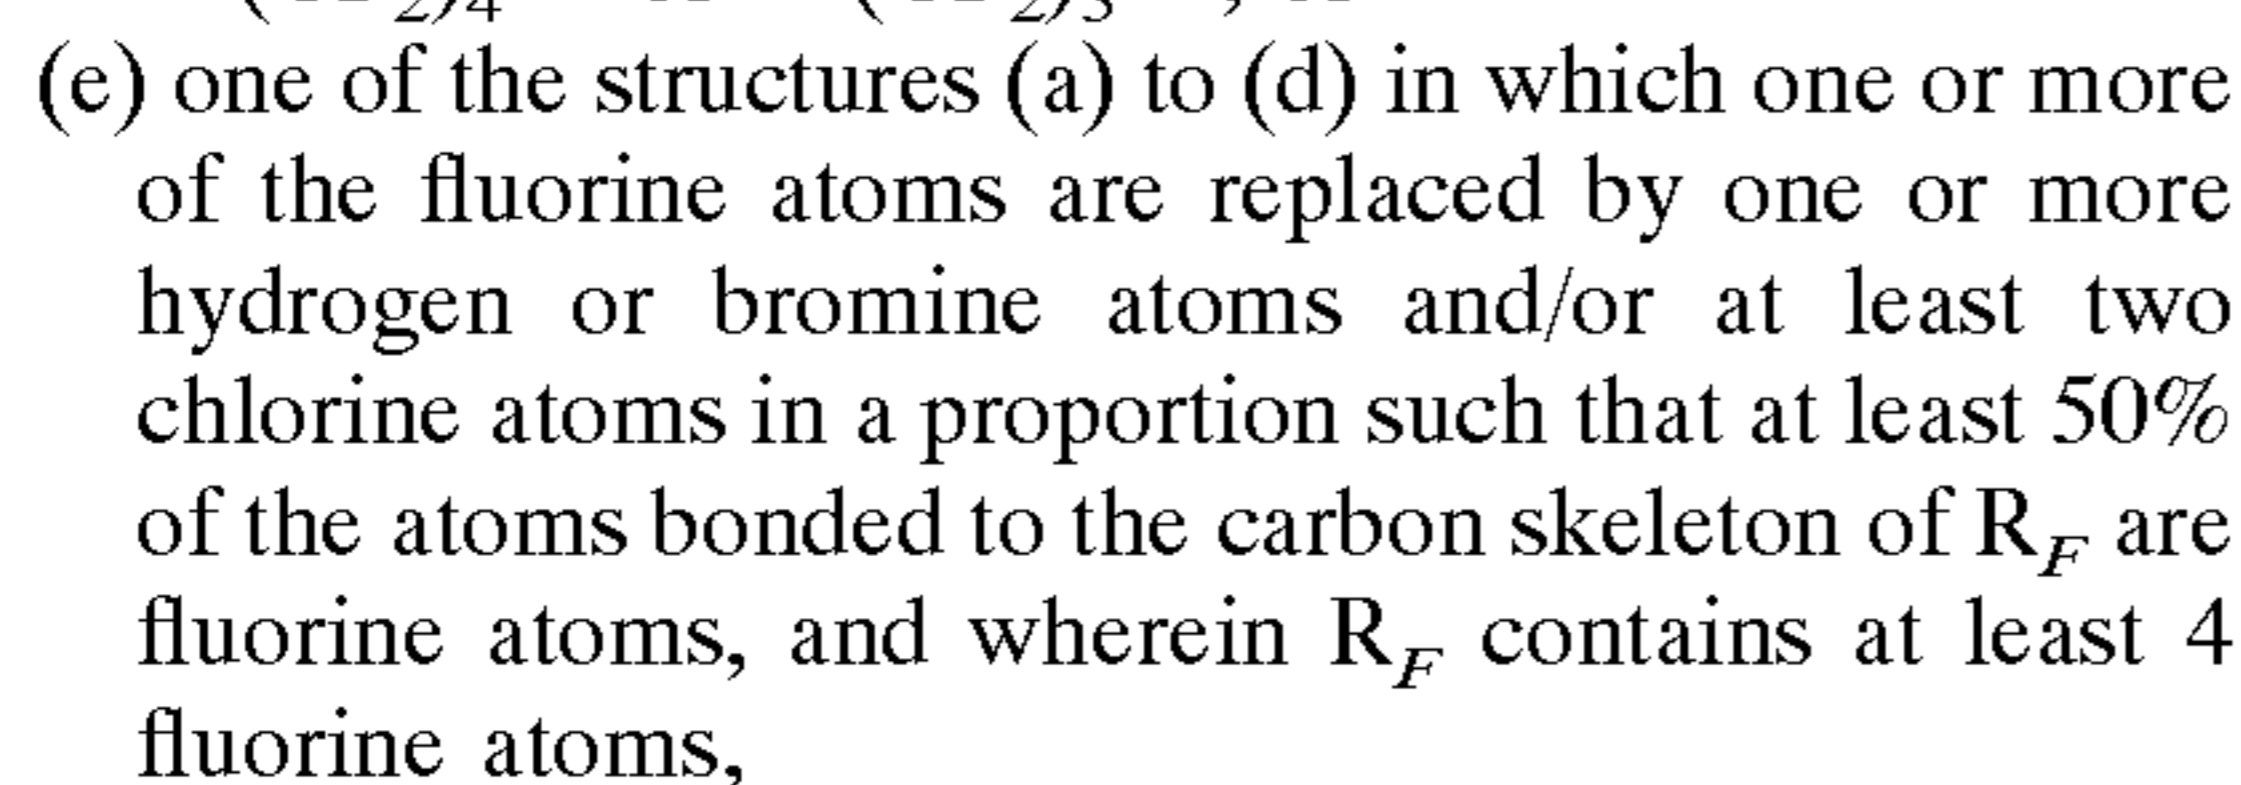 (e) one of the structures (a) to (d) in which one or more
of the fluorine atoms are replaced by one or more
hydrogen or bromine atoms and/or at least two
chlorine atoms in a proportion such that at least 50%
of the atoms bonded to the carbon skeleton of R_F are
fluorine atoms, and wherein R_F contains at least 4
fluorine atoms,